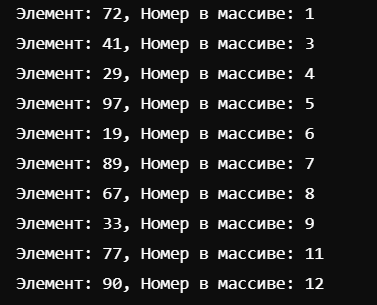 Элемент: 72, Номер в массиве: 1
Элемент: 41, Номер в массиве: 3
Элемент: 29, Номер в массиве: 4
Элемент: 97, Номер в массиве: 5
Элемент: 19, Номер в массиве: 6
Элемент: 89, Номер в массиве: 7
Элемент: 67, Номер в массиве: 8
Элемент: 33, Номер в массиве: 9
Элемент: 77, Номер в массиве: 11
Элемент: 90, Номер в массиве: 12